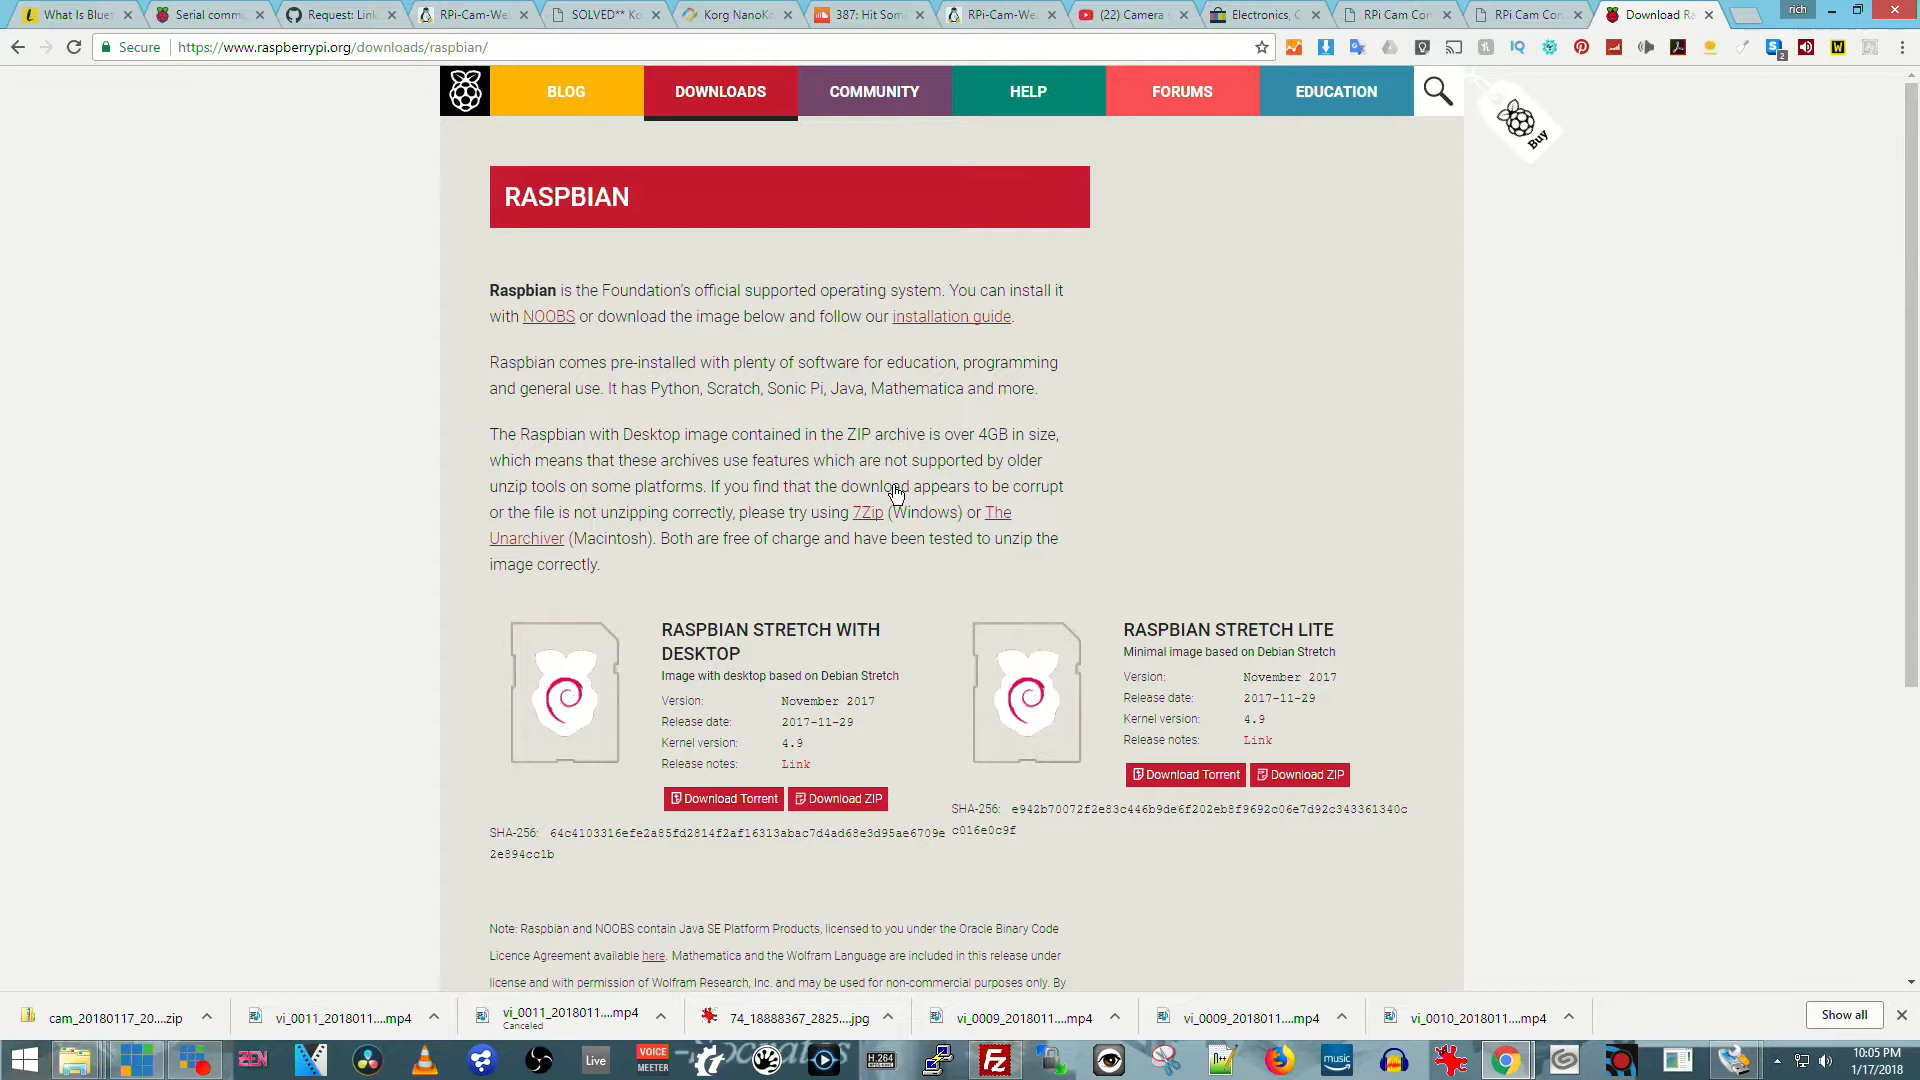 What Is Bluet
Serial comm
Request: Lin
RPi-Cam-We
SOLVED** Ko
Korg NanoK
387: Hit Som
RPi-Cam-We
(22) Camera
Electronics, C
RPi Cam Con
RPi Cam Con
Download Ra
rich
Secure
https://www.raspberrypi.org/downloads/raspbian/
BLOG
DOWNLOADS
COMMUNITY
HELP
FORUMS
EDUCATION
Buy
RASPBIAN
Raspbian is the Foundation's official supported operating system. You can install it
with NOOBS or download the image below and follow our installation guide.
Raspbian comes pre-installed with plenty of software for education, programming
and general use. It has Python, Scratch, Sonic Pi, Java, Mathematica and more.
The Raspbian with Desktop image contained in the ZIP archive is over 4GB in size,
which means that these archives use features which are not supported by older
unzip tools on some platforms. If you find that the download appears to be corrupt
or the file is not unzipping correctly, please try using 7Zip (Windows) or The
Unarchiver (Macintosh). Both are free of charge and have been tested to unzip the
image correctly.
RASPBIAN STRETCH WITH
DESKTOP
Image with desktop based on Debian Stretch
Version: November 2017
Release date: 2017-11-29
Kernel version: 4.9
Release notes: Link
Download Torrent
Download ZIP
SHA-256: 64c4103316efe2a85fd2814f2af16313abac7d4ad68e3d95ae6709e
2e894cc1b
RASPBIAN STRETCH LITE
Minimal image based on Debian Stretch
Version: November 2017
Release date: 2017-11-29
Kernel version: 4.9
Release notes: Link
Download Torrent
Download ZIP
SHA-256: e942b70072f2e83c446b9de6f202eb8f9692c06e7d92c343361340c
c016e0c9f
Note: Raspbian and NOOBS contain Java SE Platform Products, licensed to you under the Oracle Binary Code
Licence Agreement available here. Mathematica and the Wolfram Language are included in this release under
license and with permission of Wolfram Research, Inc. and may be used for non-commercial purposes only. By
cam_20180117_20....zip
vi_0011_2018011....mp4
vi_0011_2018011....mp4
Canceled
74_18888367_2825....jpg
vi_0009_2018011....mp4
vi_0009_2018011....mp4
vi_0010_2018011....mp4
Show all
ZEN
Live
VOICE
MEETER
H.264
music
10:05 PM
1/17/2018